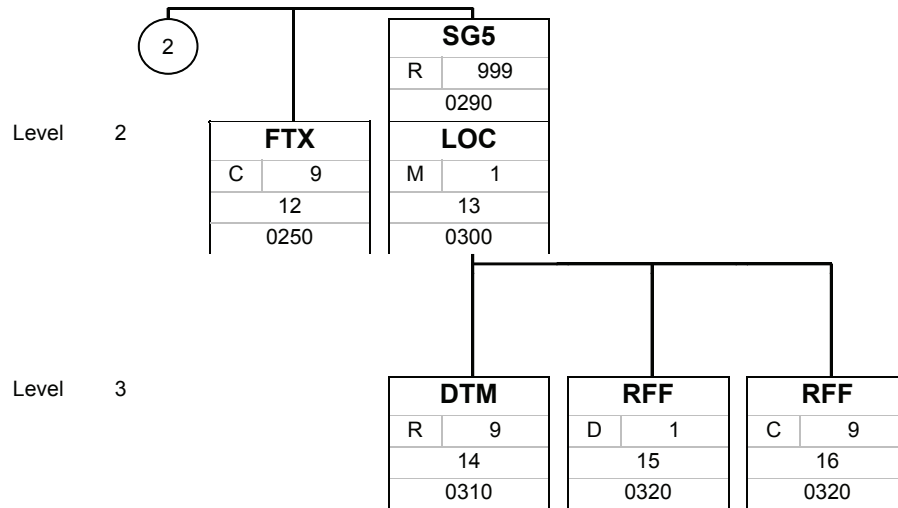 2
SG5
R 999
0290
Level 2
FTX LOC
C 9 M 1
12 13
0250 0300
Level 3
DTM RFF RFF
R 9 D 1 C 9
14 15 16
0310 0320 0320